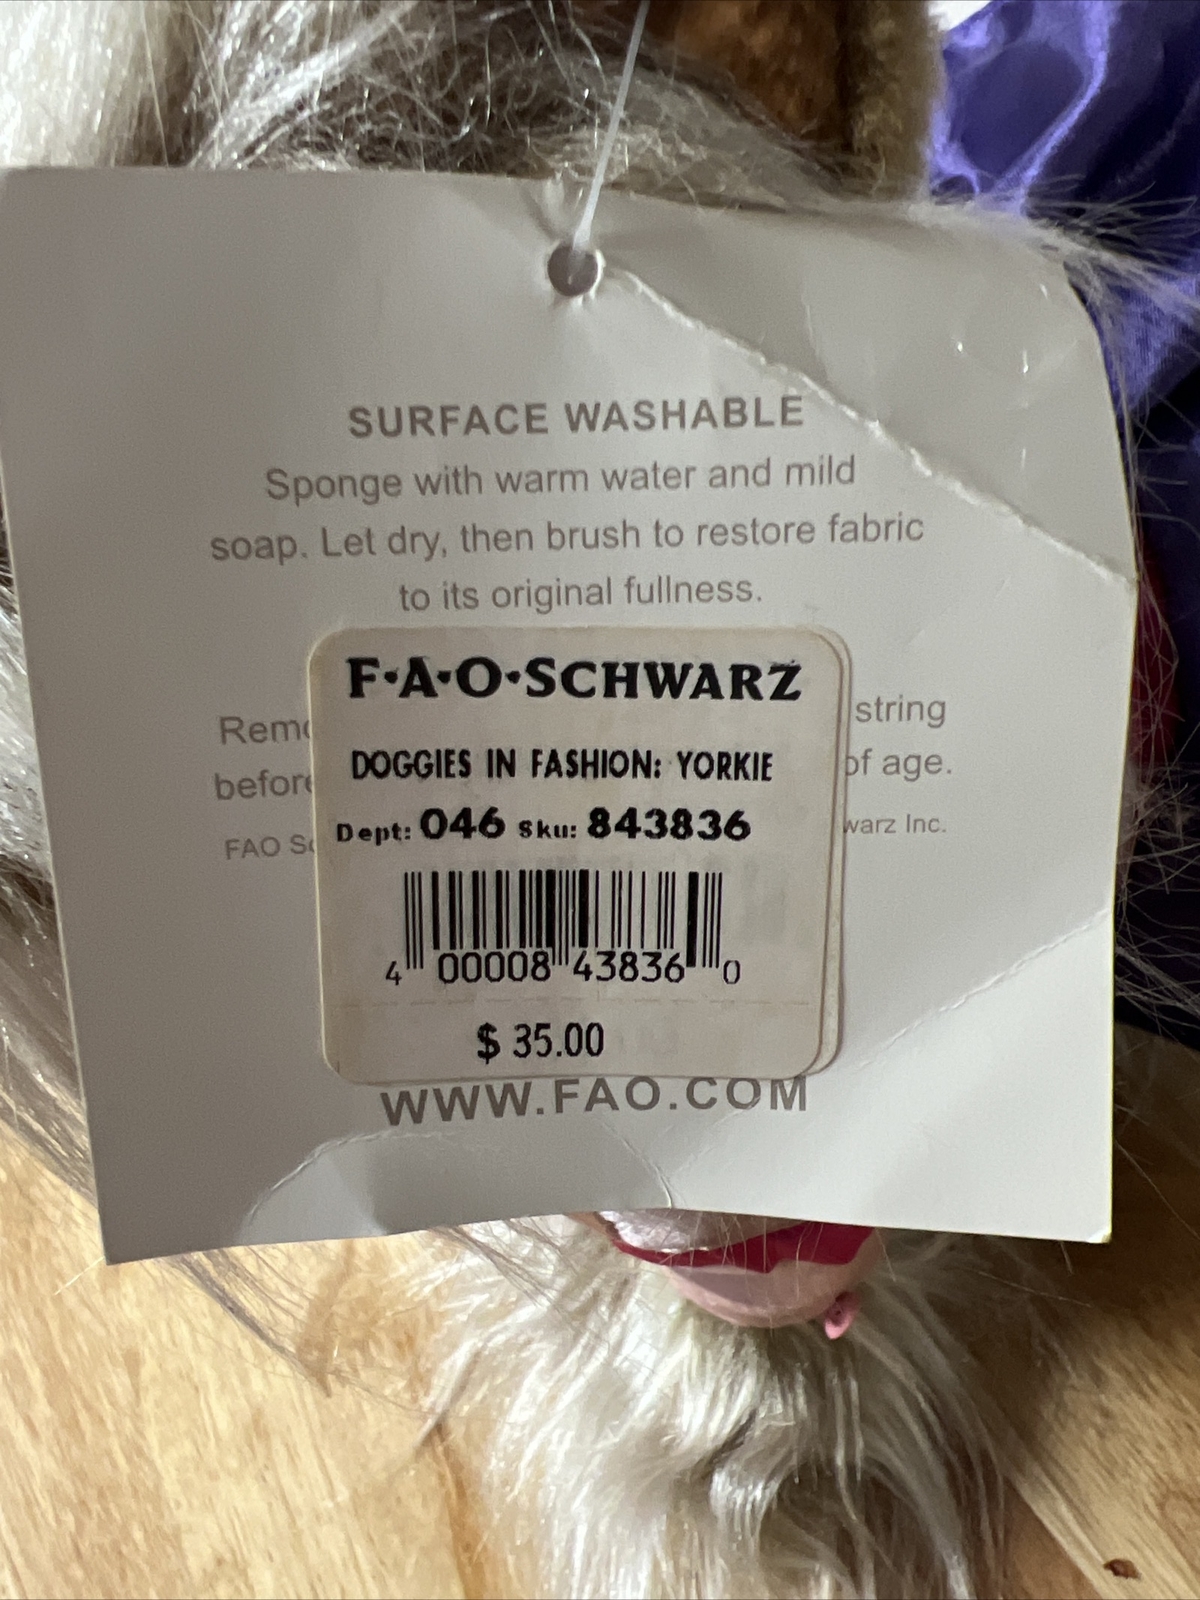 SURFACE WASHABLE
Sponge with warm water and mild
soap. Let dry, then brush to restore fabric
to its original fullness.
F·A·O·SCHWARZ
string
DOGGIES IN FASHION: YORKIE
before of age.
Dept: 046 Sku: 843836
FAO Inc.
4 00008 43836 0
$ 35.00
WWW.FAO.COM